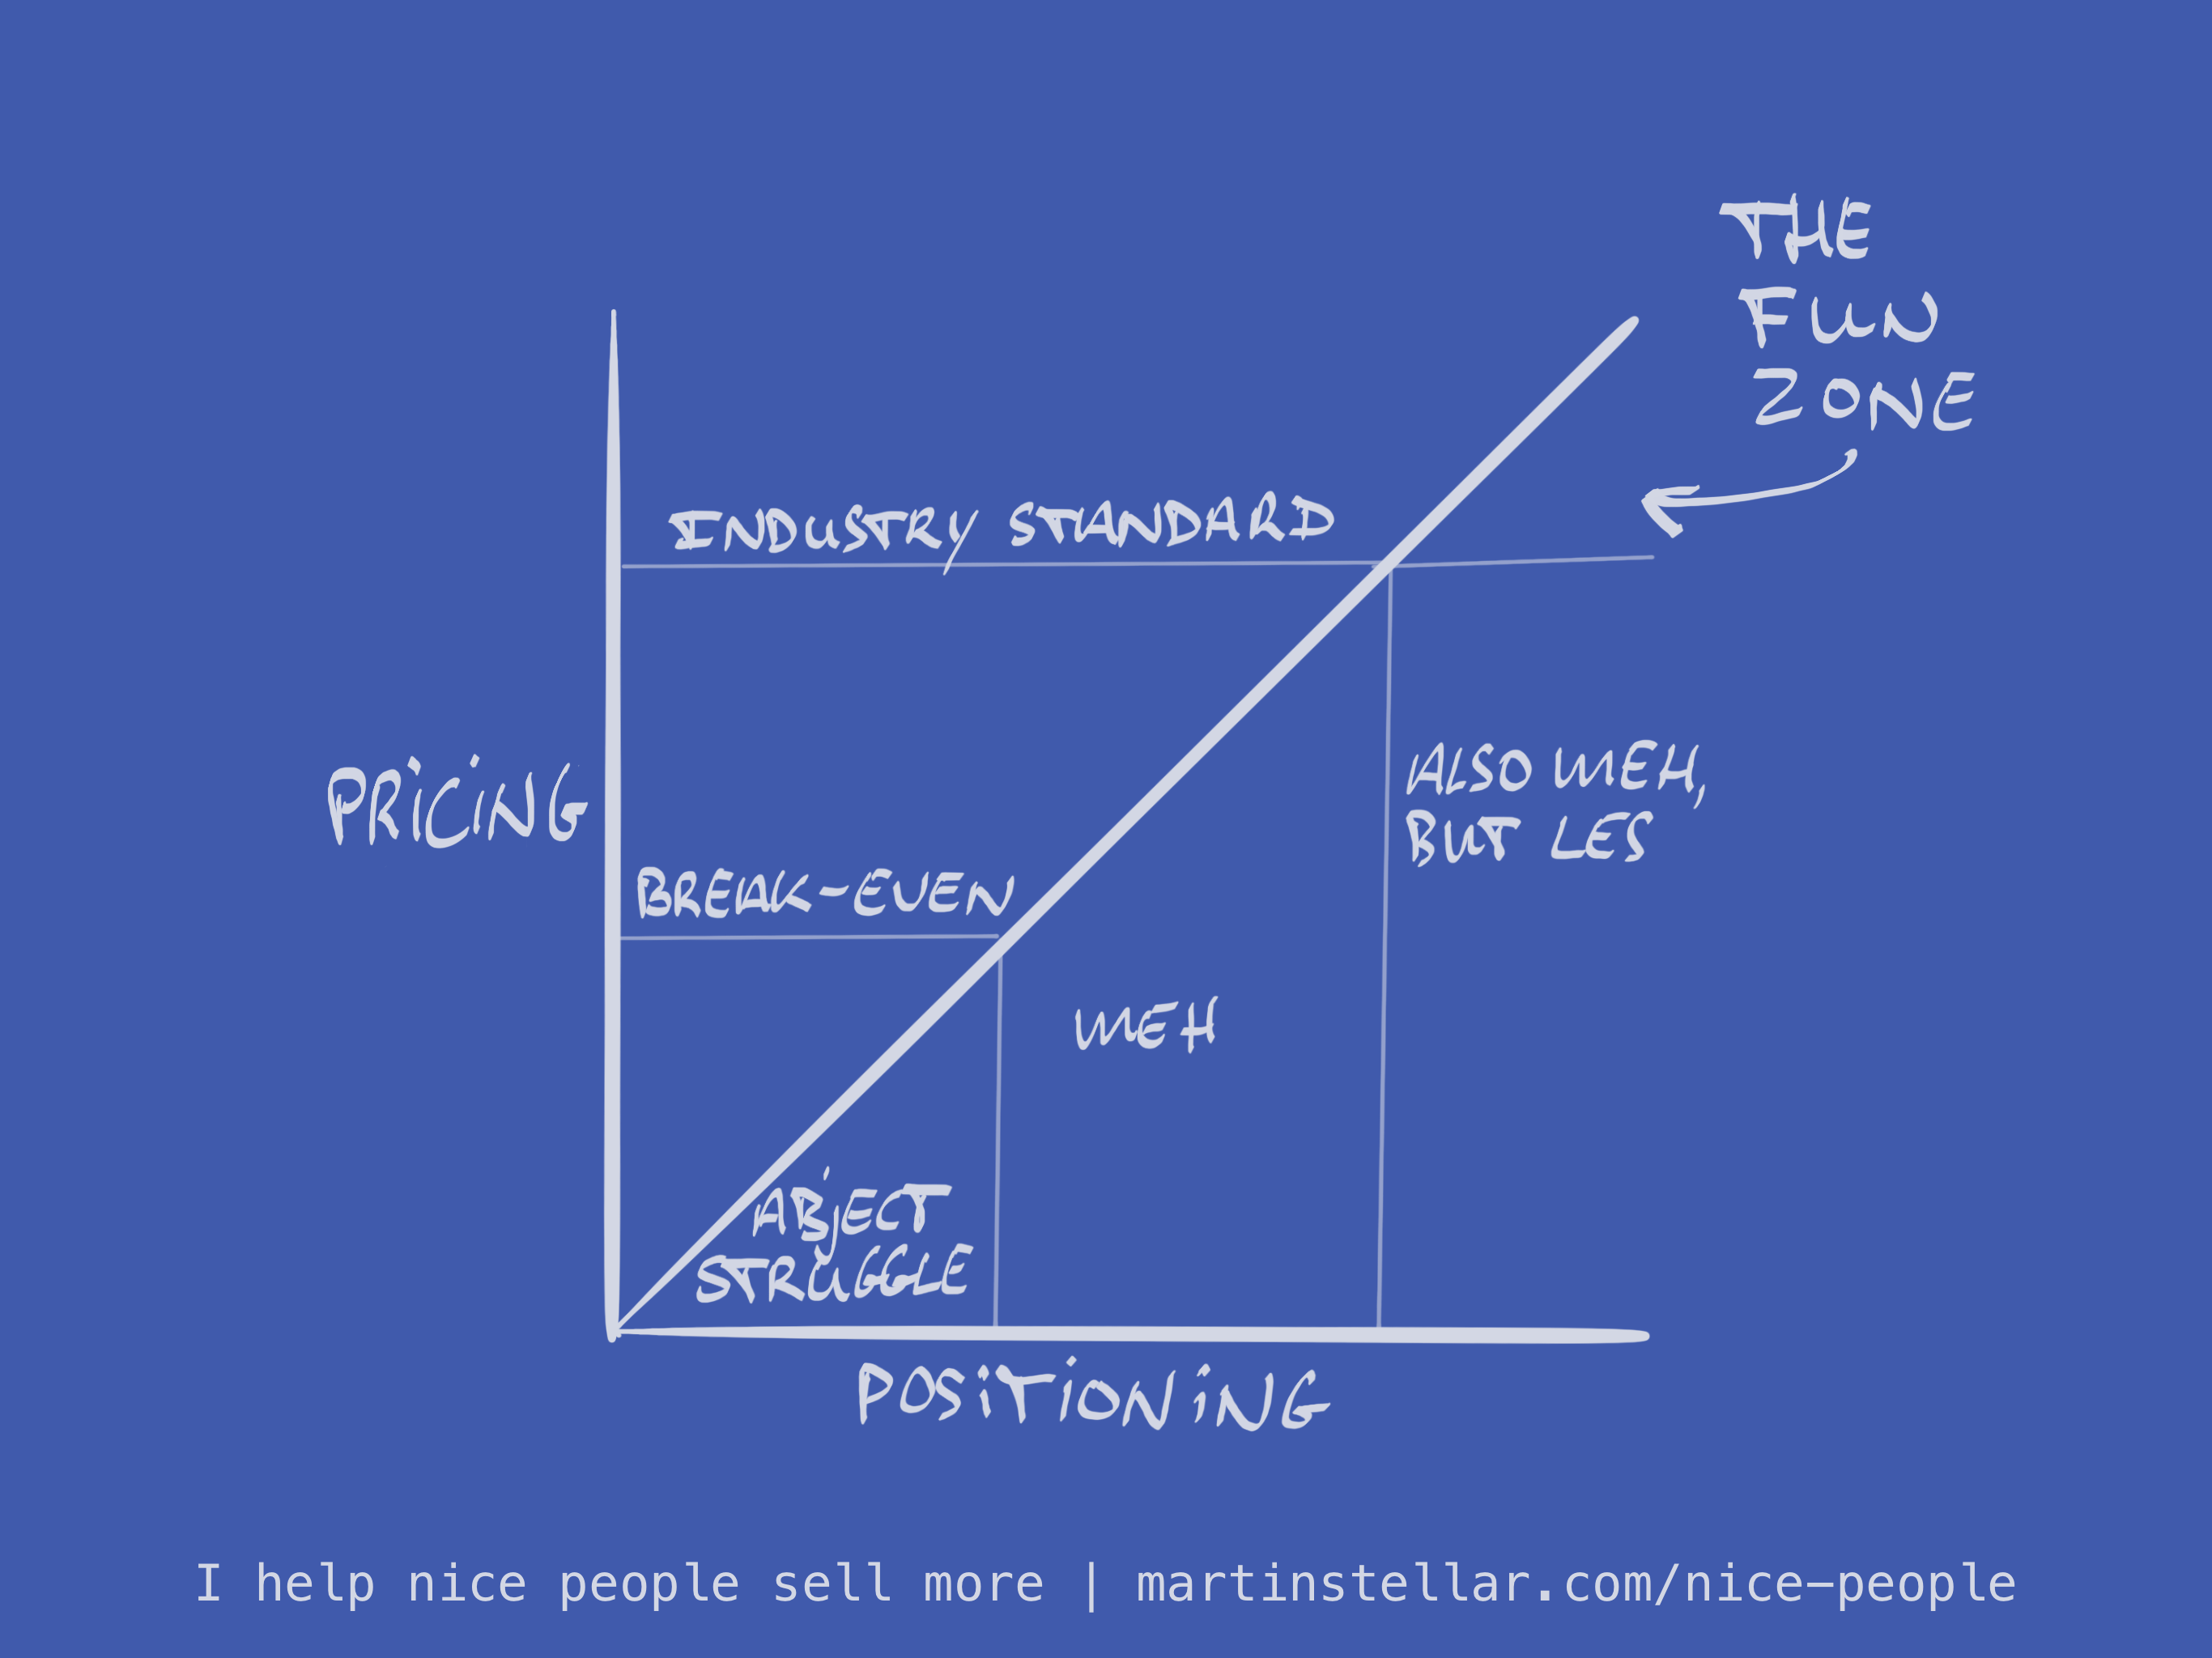 THE
FUN
ZONE
INDUSTRY STANDARD
PRiCiNG
ALSO MEH,
BUT LES
BREAK-EVEN
MEH
ABjECT
STRUGGLE
POSiTiONiNG
I help nice people sell more | martinstellar.com/nice–people